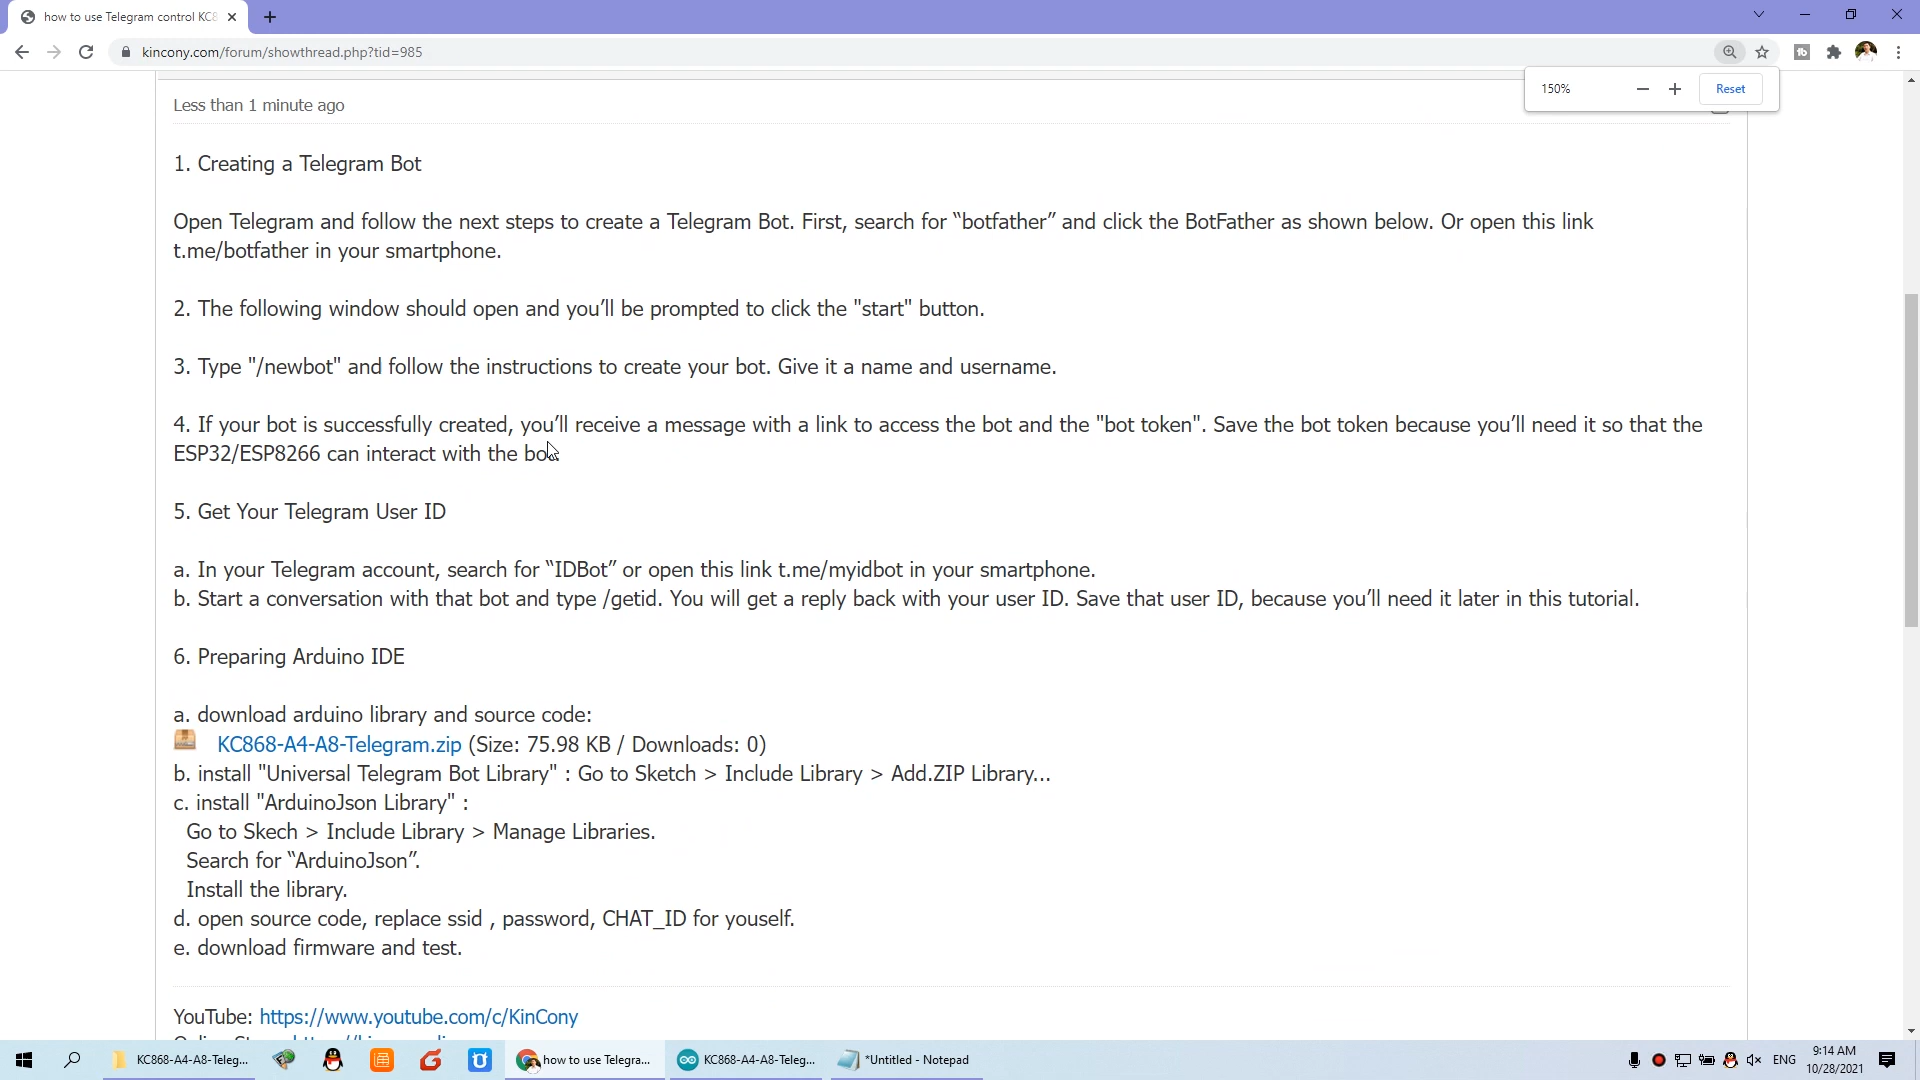 how to use Telegram control KC8
kincony.com/forum/showthread.php?tid=985
150%
Reset
Less than 1 minute ago
1. Creating a Telegram Bot
Open Telegram and follow the next steps to create a Telegram Bot. First, search for “botfather” and click the BotFather as shown below. Or open this link
t.me/botfather in your smartphone.
2. The following window should open and you’ll be prompted to click the "start" button.
3. Type "/newbot" and follow the instructions to create your bot. Give it a name and username.
4. If your bot is successfully created, you’ll receive a message with a link to access the bot and the "bot token". Save the bot token because you’ll need it so that the
ESP32/ESP8266 can interact with the bot.
5. Get Your Telegram User ID
a. In your Telegram account, search for “IDBot” or open this link t.me/myidbot in your smartphone.
b. Start a conversation with that bot and type /getid. You will get a reply back with your user ID. Save that user ID, because you’ll need it later in this tutorial.
6. Preparing Arduino IDE
a. download arduino library and source code:
KC868-A4-A8-Telegram.zip (Size: 75.98 KB / Downloads: 0)
b. install "Universal Telegram Bot Library" : Go to Sketch > Include Library > Add.ZIP Library...
c. install "ArduinoJson Library" :
Go to Skech > Include Library > Manage Libraries.
Search for “ArduinoJson”.
Install the library.
d. open source code, replace ssid , password, CHAT_ID for youself.
e. download firmware and test.
YouTube: https://www.youtube.com/c/KinCony
KC868-A4-A8-Teleg...
how to use Telegra...
KC868-A4-A8-Teleg...
*Untitled - Notepad
ENG
9:14 AM
10/28/2021